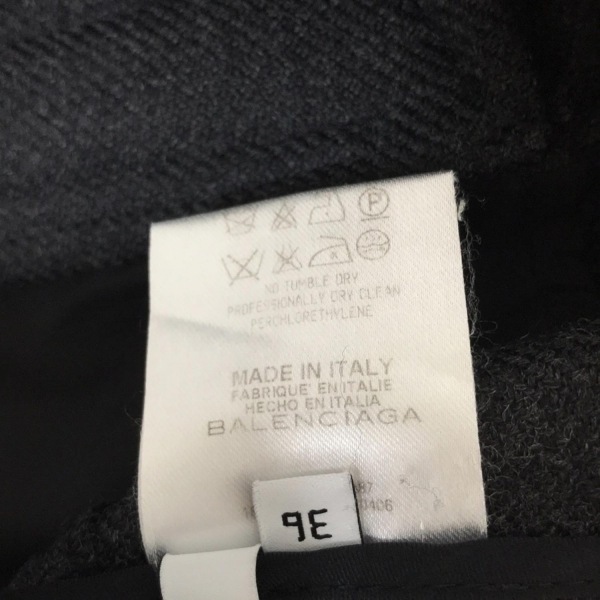 P
NO TUMBLE DRY
PROFESSIONALLY DRY CLEAN
PERCHLORETHYLENE
MADE IN ITALY
FABRIQUE' EN ITALIE
HECHO EN ITALIA
BALENCIAGA
36